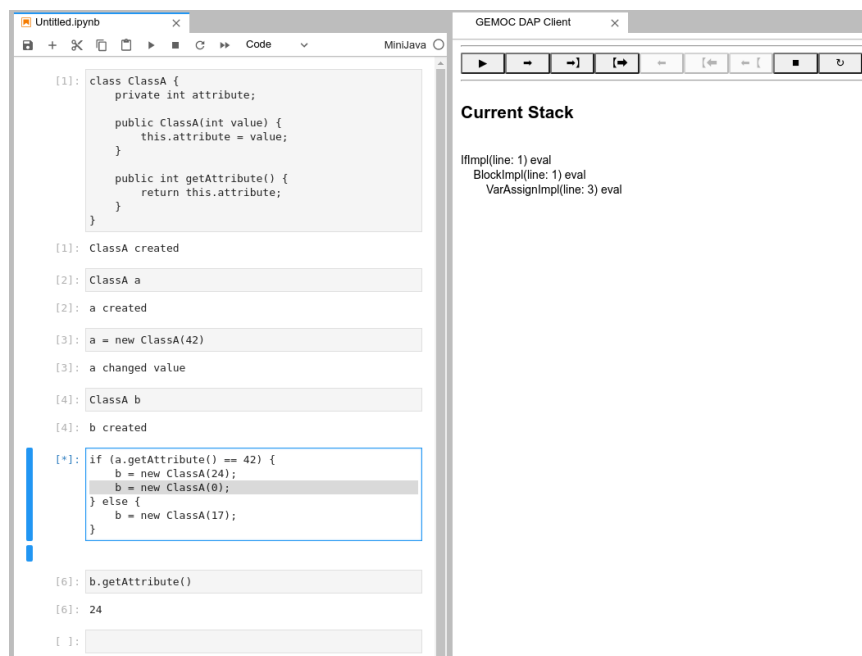 Untitled.ipynb
Code
MiniJava
[1]: class ClassA {
    private int attribute;

    public ClassA(int value) {
        this.attribute = value;
    }

    public int getAttribute() {
        return this.attribute;
    }
}
[1]: ClassA created
[2]: ClassA a
[2]: a created
[3]: a = new ClassA(42)
[3]: a changed value
[4]: ClassA b
[4]: b created
[*]: if (a.getAttribute() == 42) {
    b = new ClassA(24);
    b = new ClassA(0);
} else {
    b = new ClassA(17);
}
[6]: b.getAttribute()
[6]: 24
[ ]:
GEMOC DAP Client
Current Stack
IfImpl(line: 1) eval
BlockImpl(line: 1) eval
VarAssignImpl(line: 3) eval